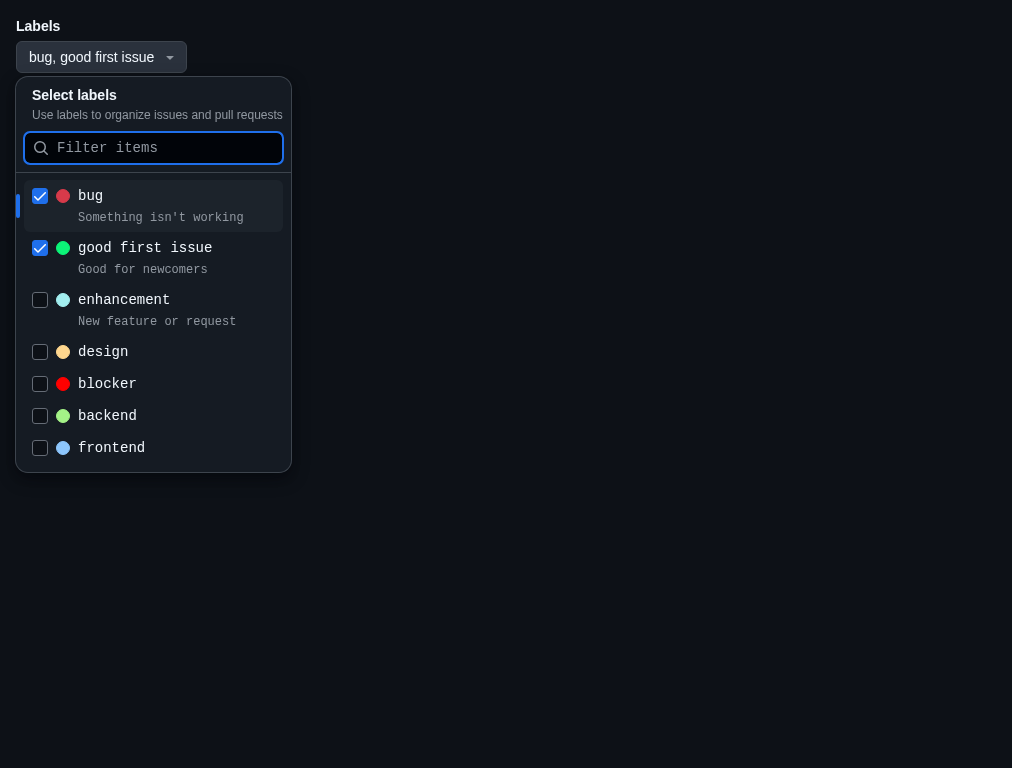 Labels
bug, good first issue
Select labels
Use labels to organize issues and pull requests
Filter items
bug
Something isn't working
good first issue
Good for newcomers
enhancement
New feature or request
design
blocker
backend
frontend